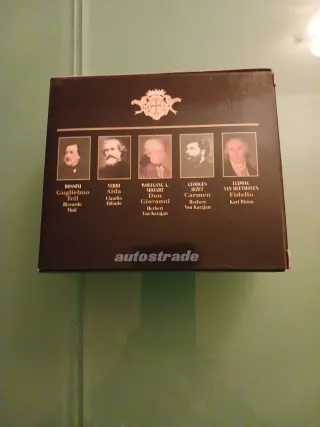 ROSSINI
Guglielmo
Tell
Riccardo
Muti
VERDI
Aida
Claudio
Abbado
WOLFGANG A.
MOZART
Don
Giovanni
Herbert
Von Karajan
GEORGES
BIZET
Carmen
Herbert
Von Karajan
LUDWIG
VAN BEETHOVEN
Fidelio
Karl Böhm
autostrade